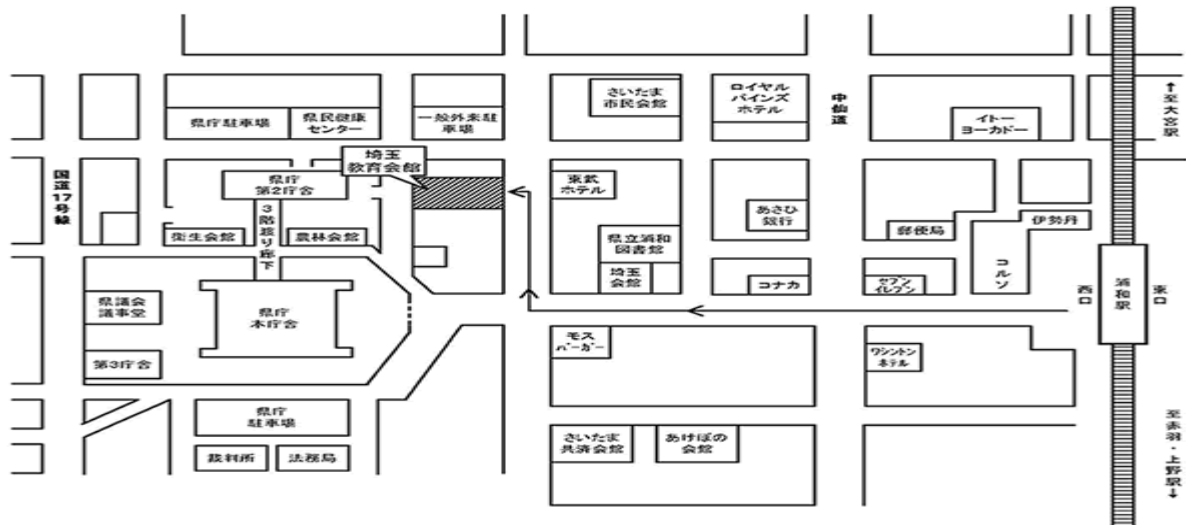 さいたま
市民会館
ロイヤル
パインズ
ホテル
中仙道
イトー
ヨーカドー
↑至大宮駅
県庁駐車場
県民健康
センター
一般外来駐
車場
国道17号線
埼玉
教育会館
県庁
第2庁舎
東武
ホテル
あさひ
銀行
郵便局
伊勢丹
3階渡り廊下
衛生会館
農林会館
県立浦和
図書館
埼玉
会館
コナカ
セブン
イレブン
コルソ
西口
浦和駅
東口
県議会
議事堂
県庁
本庁舎
第3庁舎
モス
バーガー
ワシントン
ホテル
県庁
駐車場
裁判所
法務局
さいたま
共済会館
あけぼの
会館
至赤羽・上野駅↓